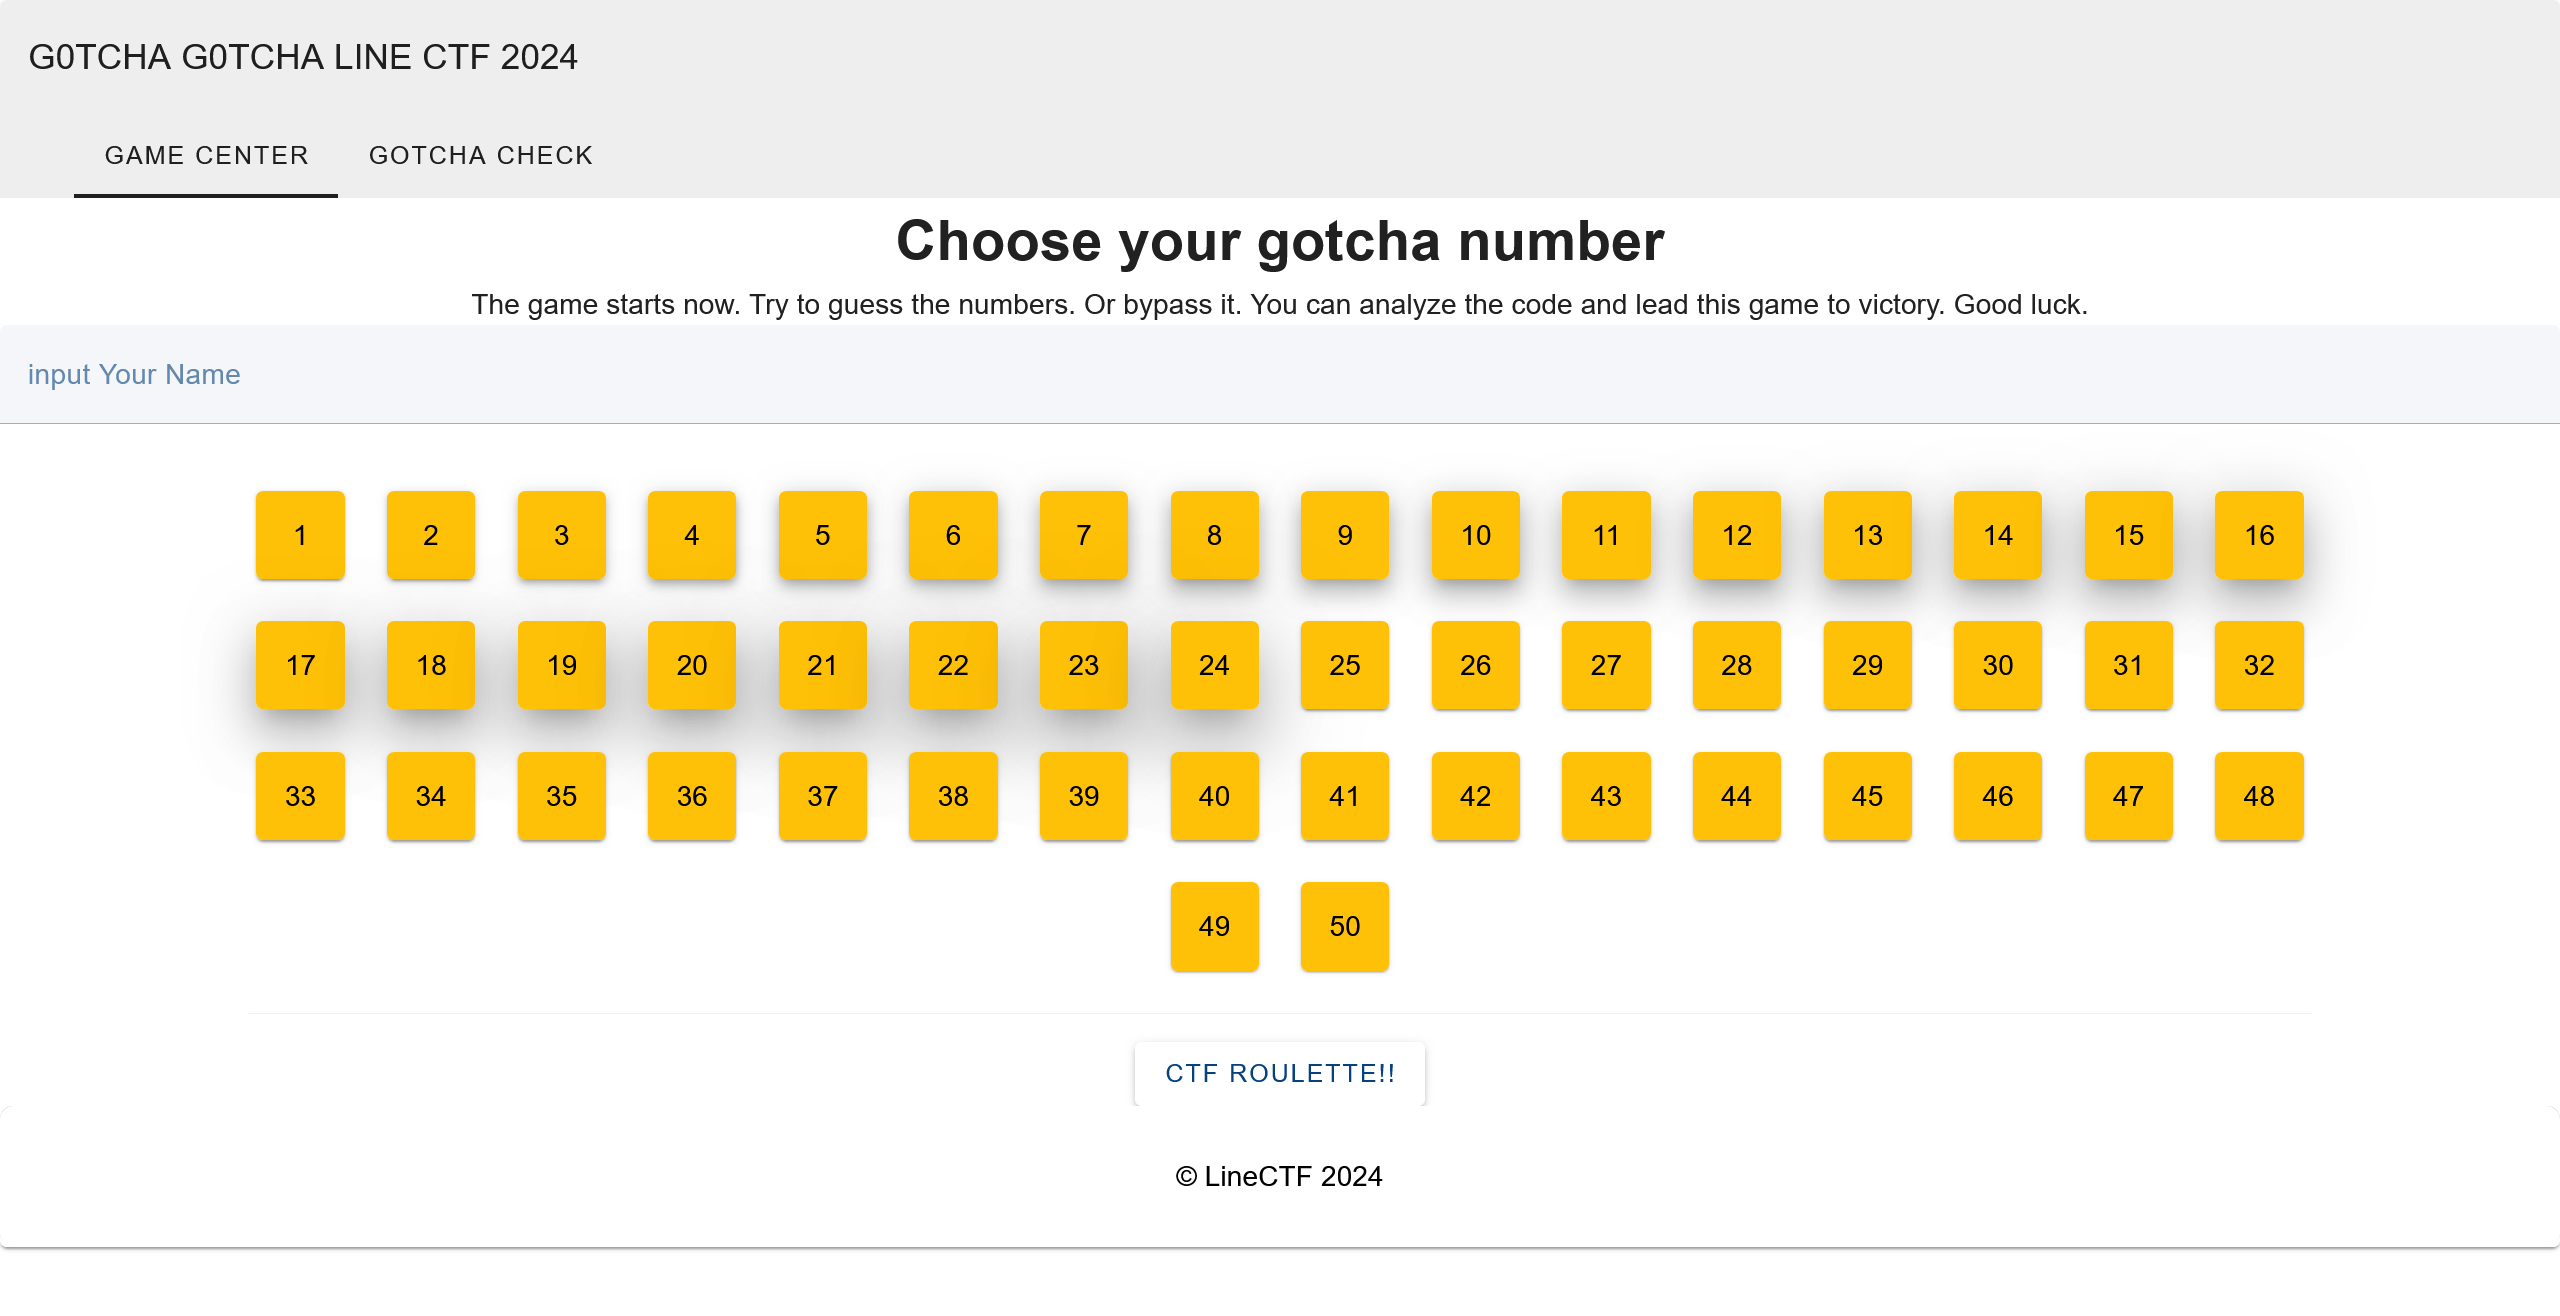 G0TCHA G0TCHA LINE CTF 2024
GAME CENTER GOTCHA CHECK
Choose your gotcha number
The game starts now. Try to guess the numbers. Or bypass it. You can analyze the code and lead this game to victory. Good luck.
input Your Name
1 2 3 4 5 6 7 8 9 10 11 12 13 14 15 16
17 18 19 20 21 22 23 24 25 26 27 28 29 30 31 32
33 34 35 36 37 38 39 40 41 42 43 44 45 46 47 48
49 50
CTF ROULETTE!!
© LineCTF 2024